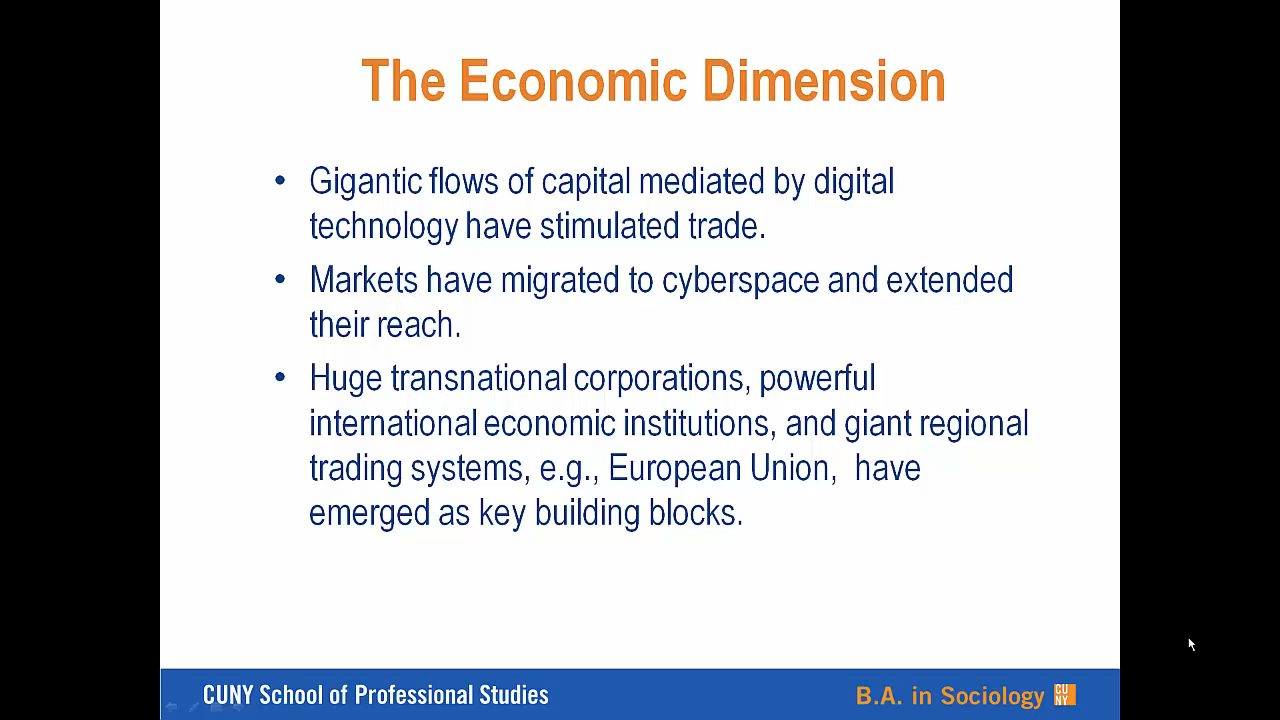 The Economic Dimension
• Gigantic flows of capital mediated by digital
technology have stimulated trade.
• Markets have migrated to cyberspace and extended
their reach.
• Huge transnational corporations, powerful
international economic institutions, and giant regional
trading systems, e.g., European Union,  have
emerged as key building blocks.
CUNY School of Professional Studies
B.A. in Sociology
CU
NY